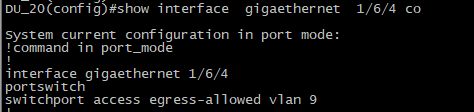 DU_20(config)#show interface  gigaethernet  1/6/4 co
System current configuration in port mode:
!command in port_mode
!
interface gigaethernet 1/6/4
portswitch
switchport access egress-allowed vlan 9